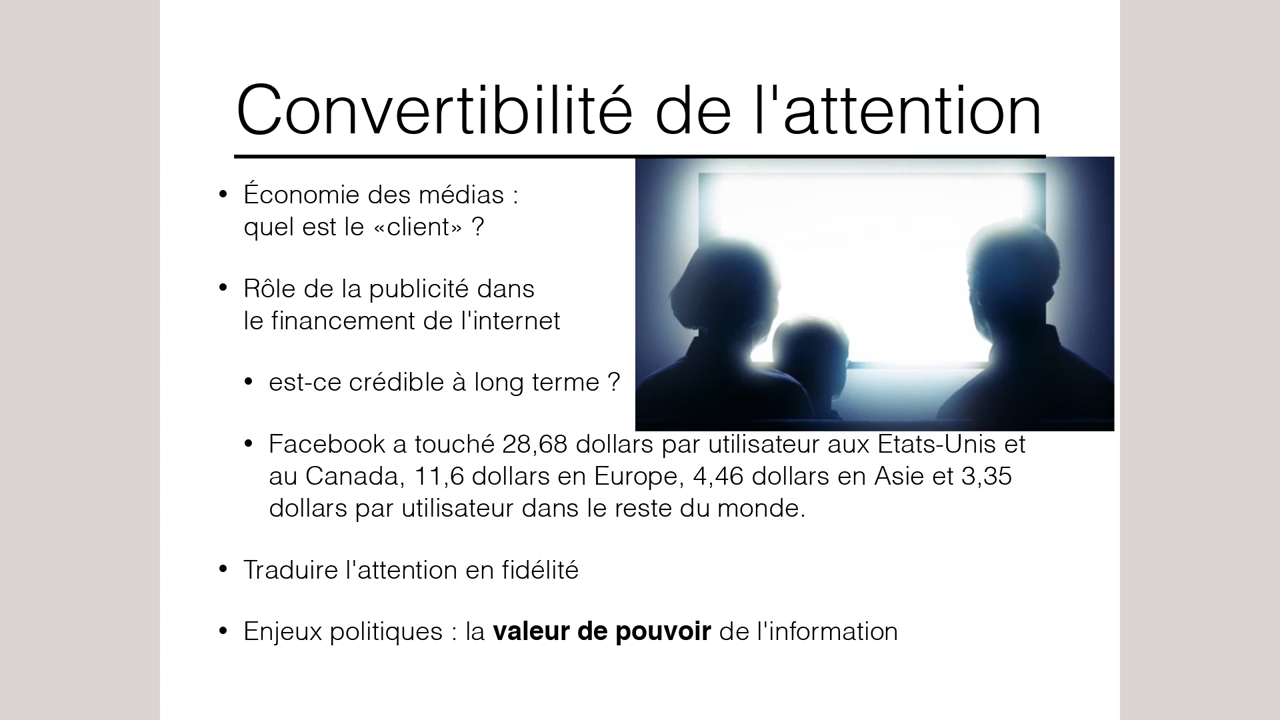 Convertibilité de l'attention
• Économie des médias :
quel est le «client» ?
• Rôle de la publicité dans
le financement de l'internet
• est-ce crédible à long terme ?
• Facebook a touché 28,68 dollars par utilisateur aux Etats-Unis et
au Canada, 11,6 dollars en Europe, 4,46 dollars en Asie et 3,35
dollars par utilisateur dans le reste du monde.
• Traduire l'attention en fidélité
• Enjeux politiques : la valeur de pouvoir de l'information